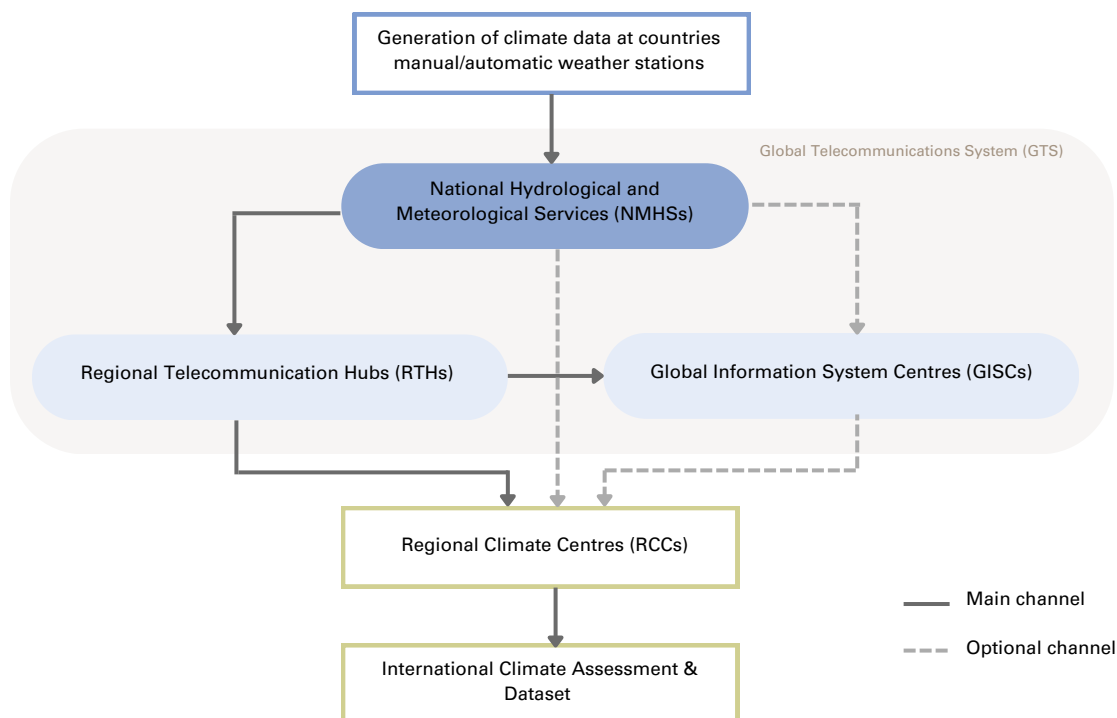 Generation of climate data at countries
manual/automatic weather stations
Global Telecommunications System (GTS)
National Hydrological and
Meteorological Services (NMHSs)
Regional Telecommunication Hubs (RTHs)
Global Information System Centres (GISCs)
Regional Climate Centres (RCCs)
Main channel
Optional channel
International Climate Assessment &
Dataset